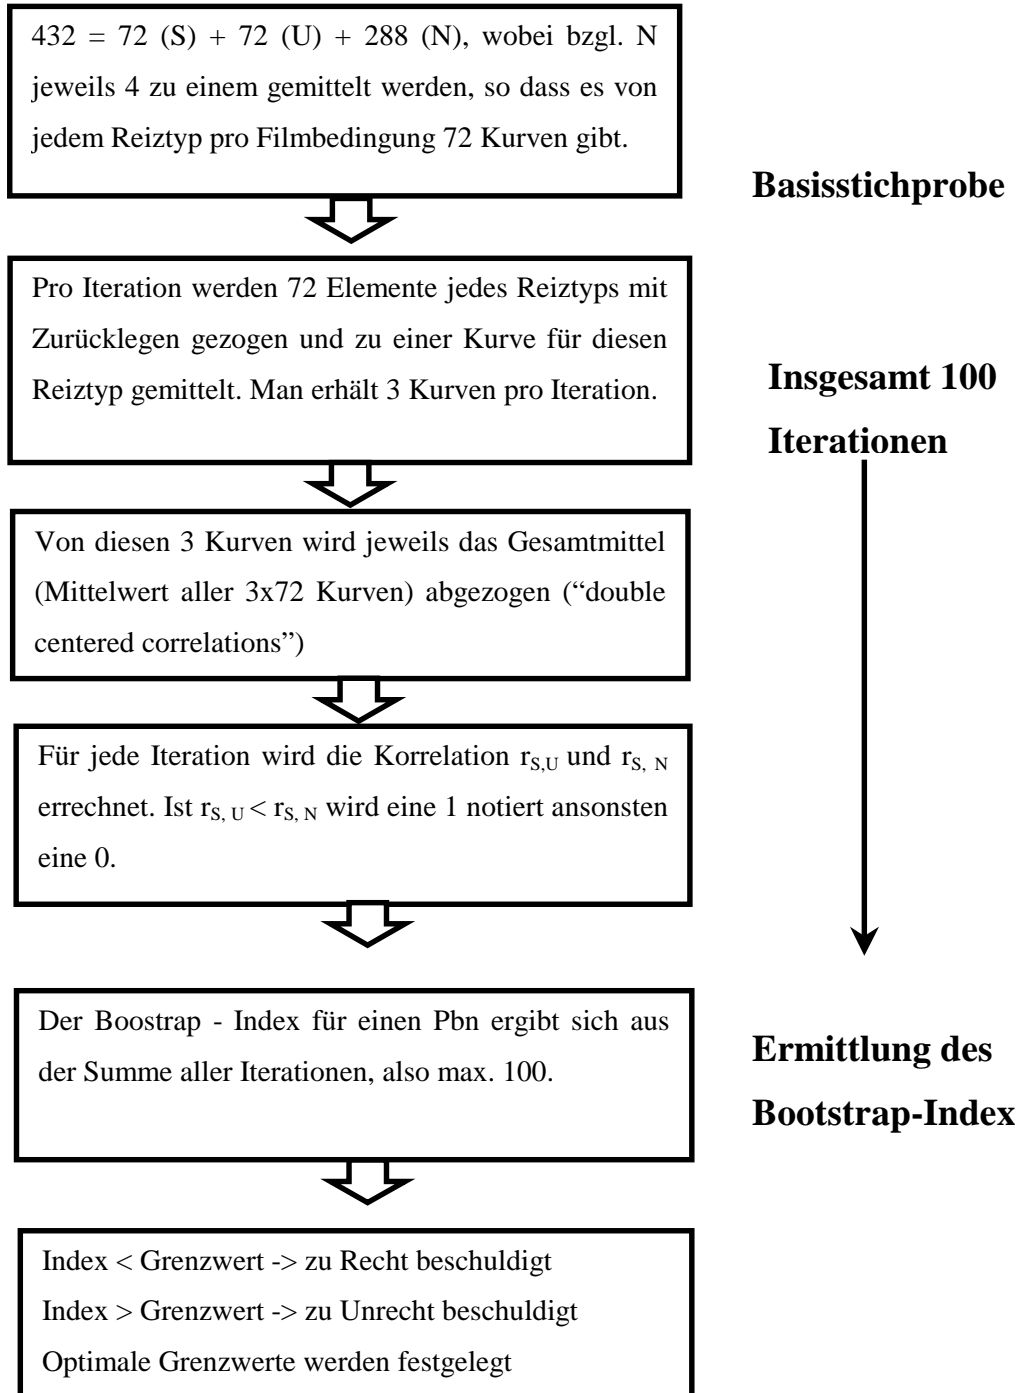 432 = 72 (S) + 72 (U) + 288 (N), wobei bzgl. N
jeweils 4 zu einem gemittelt werden, so dass es von
jedem Reiztyp pro Filmbedingung 72 Kurven gibt.
Basisstichprobe
Pro Iteration werden 72 Elemente jedes Reiztyps mit
Zurücklegen gezogen und zu einer Kurve für diesen
Reiztyp gemittelt. Man erhält 3 Kurven pro Iteration.
Insgesamt 100
Iterationen
Von diesen 3 Kurven wird jeweils das Gesamtmittel
(Mittelwert aller 3x72 Kurven) abgezogen (“double
centered correlations”)
Für jede Iteration wird die Korrelation rS,U und rS, N
errechnet. Ist rS, U < rS, N wird eine 1 notiert ansonsten
eine 0.
Der Boostrap - Index für einen Pbn ergibt sich aus
der Summe aller Iterationen, also max. 100.
Ermittlung des
Bootstrap-Index
Index < Grenzwert -> zu Recht beschuldigt
Index > Grenzwert -> zu Unrecht beschuldigt
Optimale Grenzwerte werden festgelegt